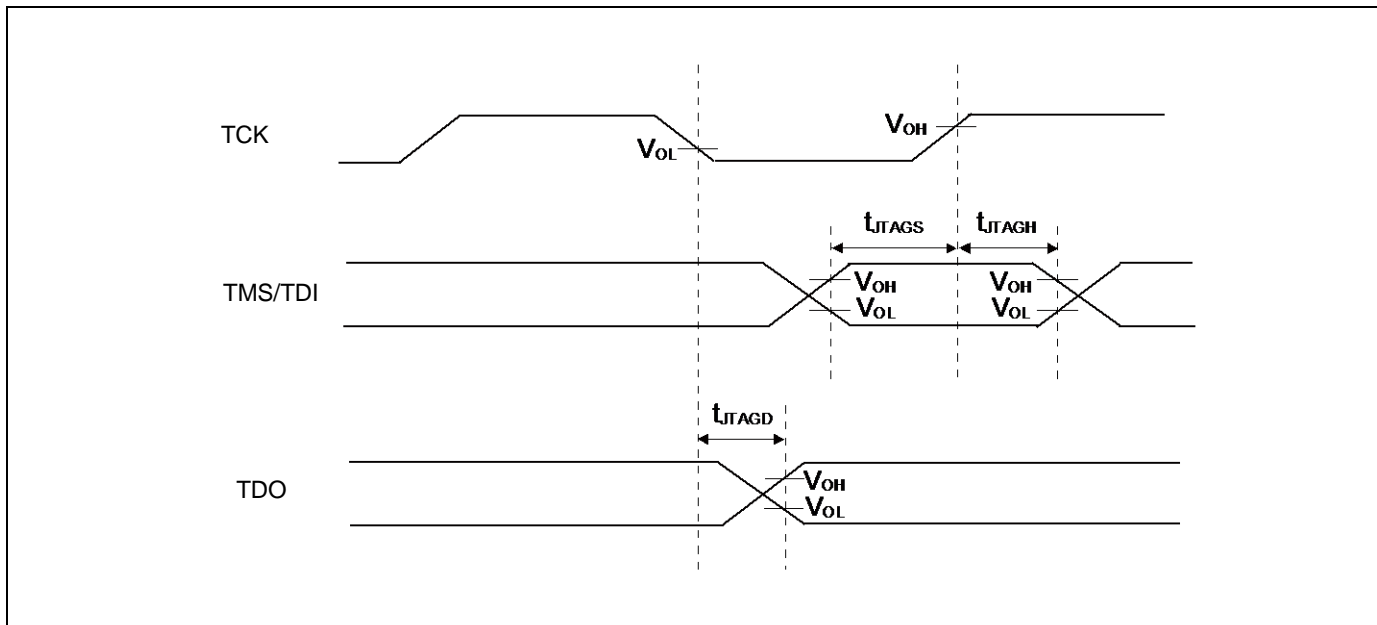 TCK
VOH
VOL
tJTAGS
tJTAGH
TMS/TDI
VOH
VOH
VOL
VOL
tJTAGD
TDO
VOH
VOL